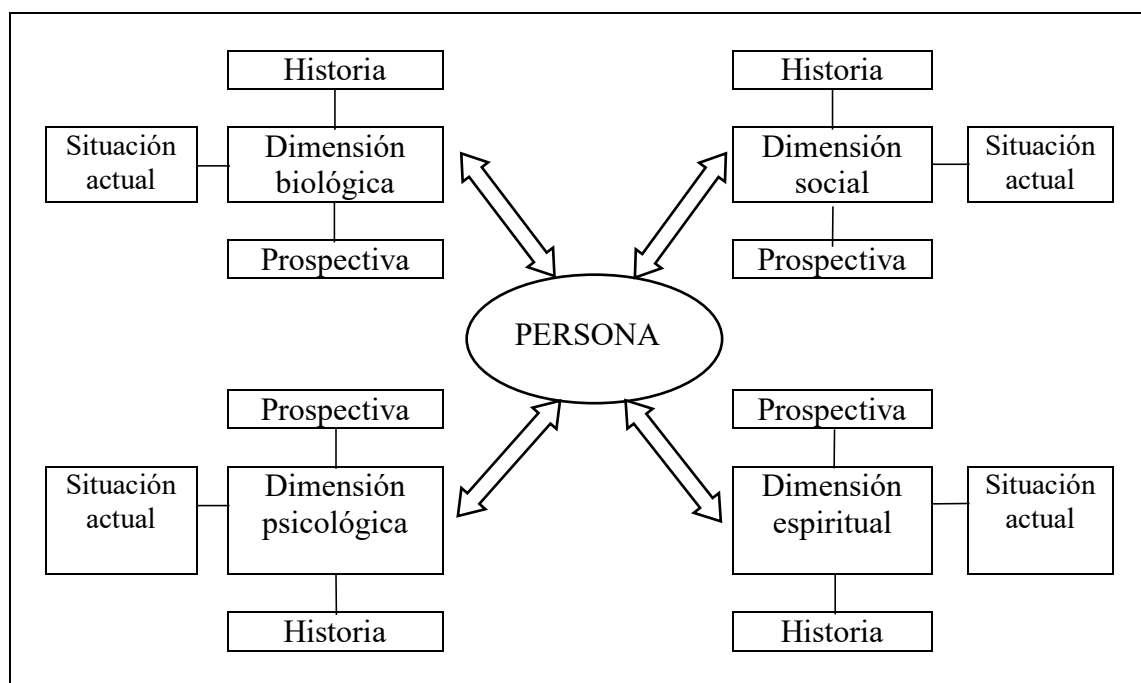 Historia
Situación
actual
Dimensión
biológica
Prospectiva
Historia
Dimensión
social
Situación
actual
Prospectiva
PERSONA
Prospectiva
Situación
actual
Dimensión
psicológica
Historia
Prospectiva
Dimensión
espiritual
Situación
actual
Historia